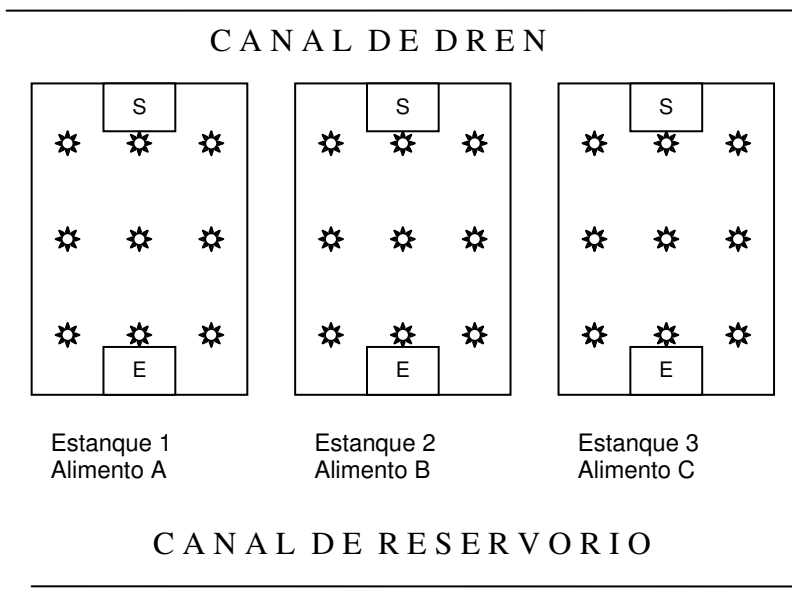 CANAL DE DREN
S S S
E E E
Estanque 1 Estanque 2 Estanque 3
Alimento A Alimento B Alimento C
CANAL DE RESERVORIO